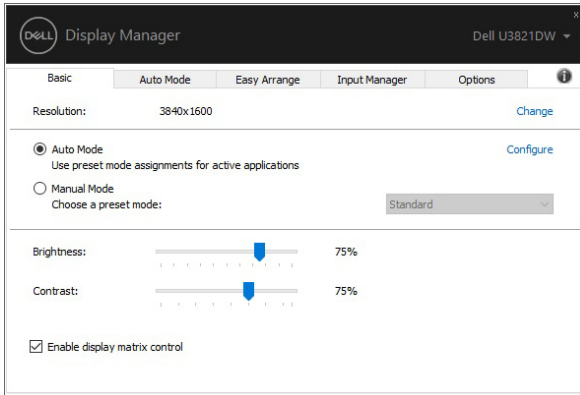 DELL Display Manager
Dell U3821DW
Basic Auto Mode Easy Arrange Input Manager Options
Resolution: 3840x1600 Change
Auto Mode Configure
Use preset mode assignments for active applications
Manual Mode
Choose a preset mode: Standard
Brightness: 75%
Contrast: 75%
Enable display matrix control